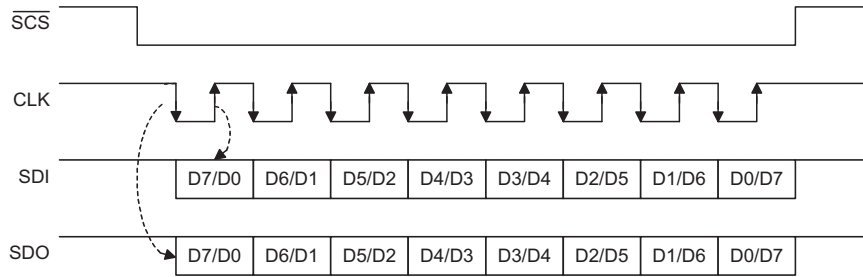 SCS
CLK
SDI
D7/D0 D6/D1 D5/D2 D4/D3 D3/D4 D2/D5 D1/D6 D0/D7
SDO
D7/D0 D6/D1 D5/D2 D4/D3 D3/D4 D2/D5 D1/D6 D0/D7